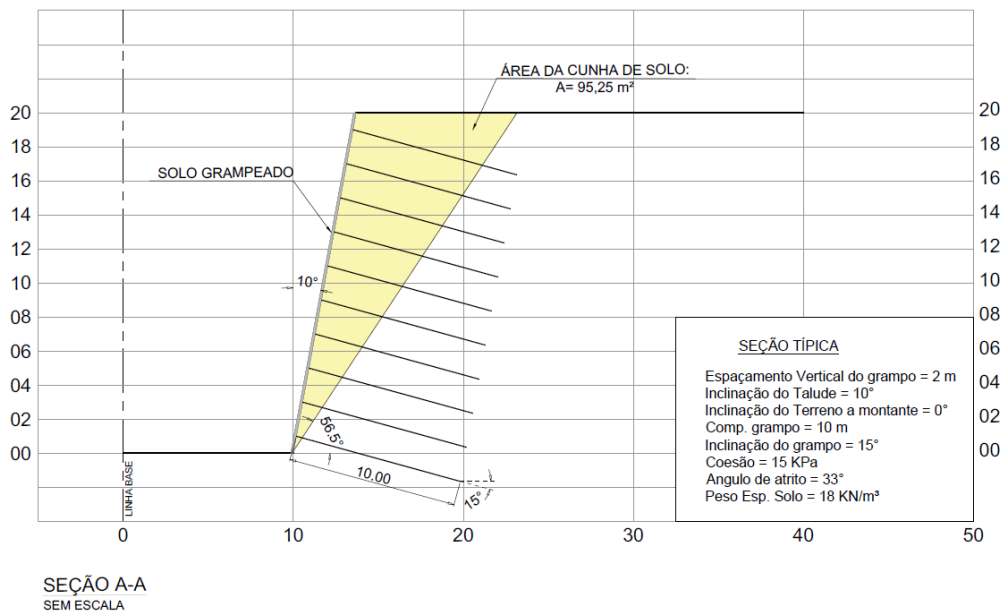 ÁREA DA CUNHA DE SOLO:
A= 95,25 m²
20
18
16
14
12
10
08
06
04
02
00
20
18
16
14
12
10
08
06
04
02
00
SOLO GRAMPEADO
10°
56.5°
10.00
15°
LINHA BASE
SEÇÃO TÍPICA
Espaçamento Vertical do grampo = 2 m
Inclinação do Talude = 10°
Inclinação do Terreno a montante = 0°
Comp. grampo = 10 m
Inclinação do grampo = 15°
Coesão = 15 KPa
Angulo de atrito = 33°
Peso Esp. Solo = 18 KN/m³
0 10 20 30 40 50
SEÇÃO A-A
SEM ESCALA